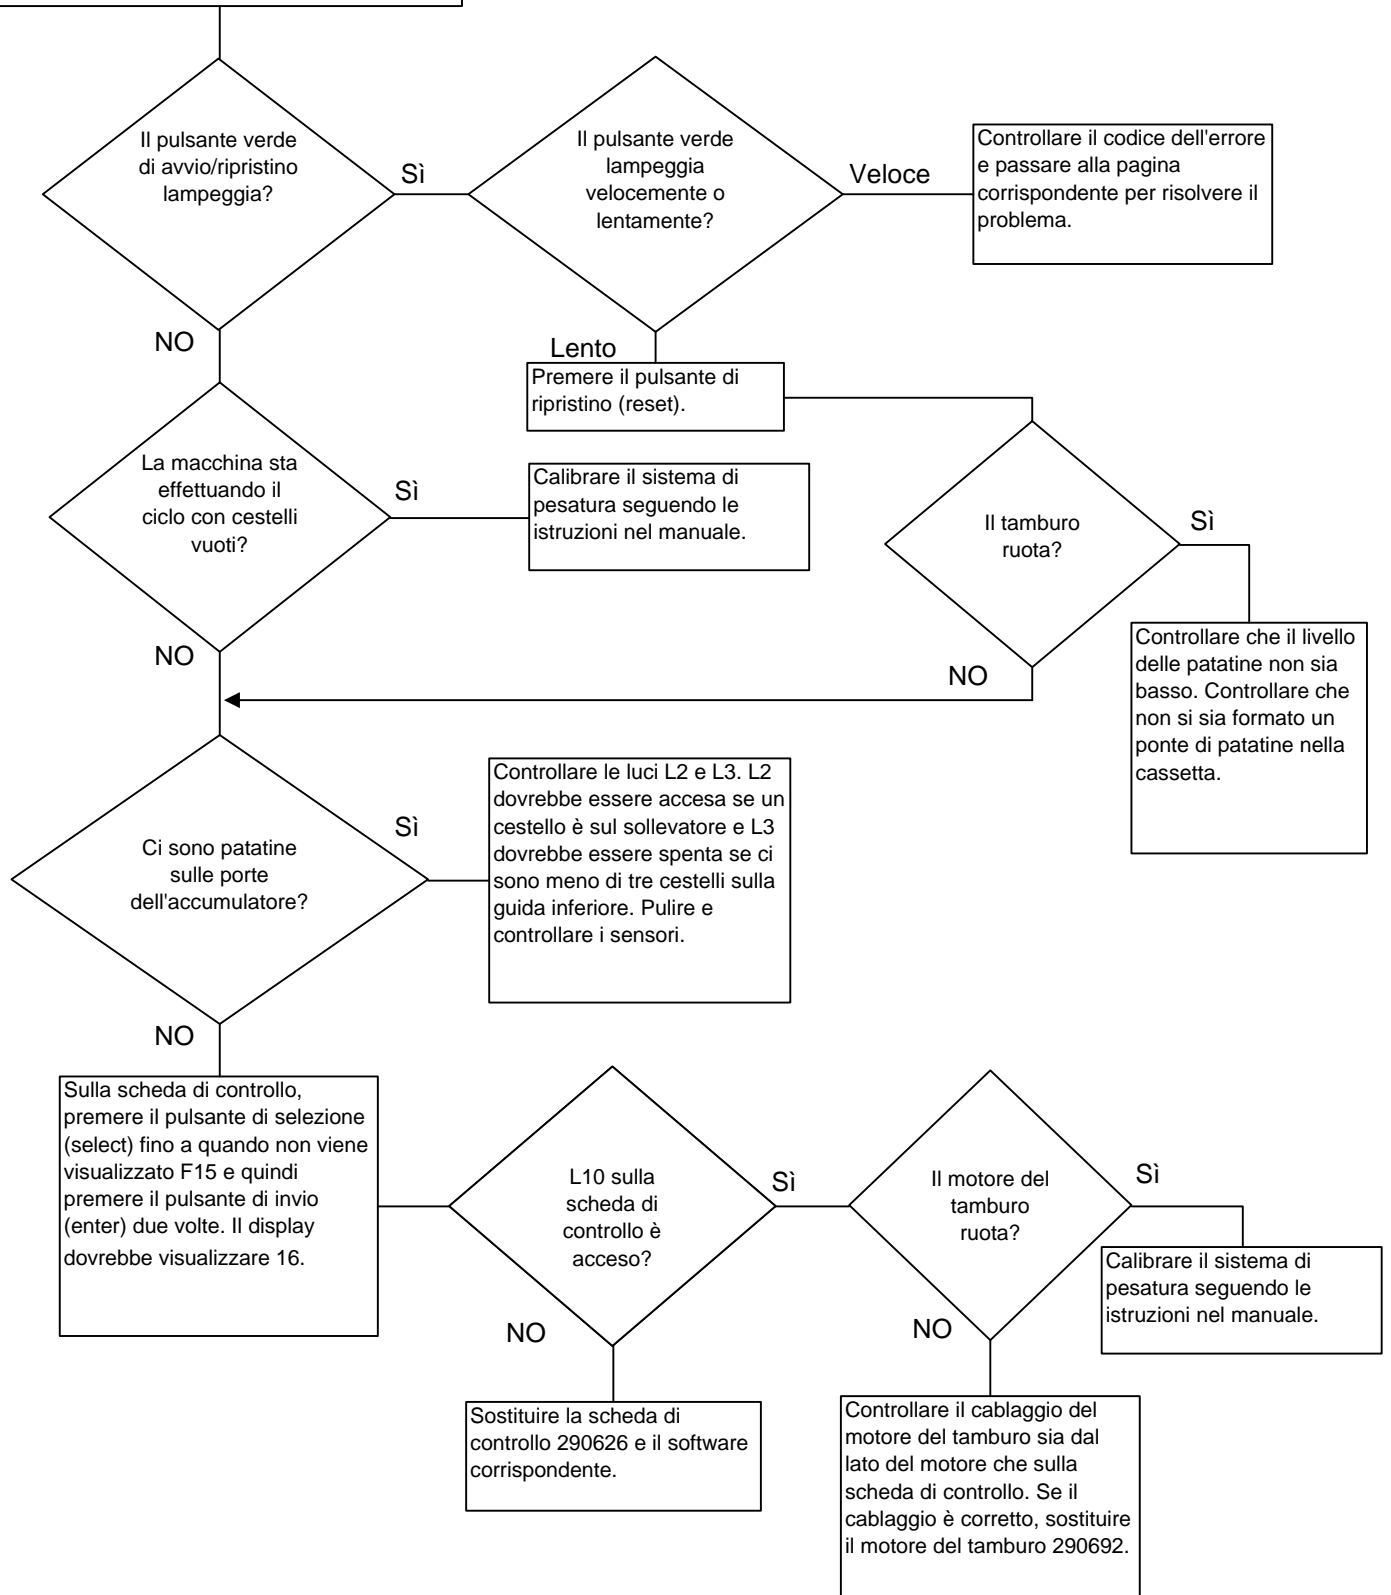 Il pulsante verde
di avvio/ripristino
lampeggia?
Sì
Il pulsante verde
lampeggia
velocemente o
lentamente?
Veloce
Controllare il codice dell'errore
e passare alla pagina
corrispondente per risolvere il
problema.
NO
Lento
Premere il pulsante di
ripristino (reset).
La macchina sta
effettuando il
ciclo con cestelli
vuoti?
Sì
Calibrare il sistema di
pesatura seguendo le
istruzioni nel manuale.
Il tamburo
ruota?
Sì
Controllare che il livello
delle patatine non sia
basso. Controllare che
non si sia formato un
ponte di patatine nella
cassetta.
NO
NO
Ci sono patatine
sulle porte
dell'accumulatore?
Sì
Controllare le luci L2 e L3. L2
dovrebbe essere accesa se un
cestello è sul sollevatore e L3
dovrebbe essere spenta se ci
sono meno di tre cestelli sulla
guida inferiore. Pulire e
controllare i sensori.
NO
Sulla scheda di controllo,
premere il pulsante di selezione
(select) fino a quando non viene
visualizzato F15 e quindi
premere il pulsante di invio
(enter) due volte. Il display
dovrebbe visualizzare 16.
L10 sulla
scheda di
controllo è
acceso?
Sì
Il motore del
tamburo
ruota?
Sì
Calibrare il sistema di
pesatura seguendo le
istruzioni nel manuale.
NO
NO
Sostituire la scheda di
controllo 290626 e il software
corrispondente.
Controllare il cablaggio del
motore del tamburo sia dal
lato del motore che sulla
scheda di controllo. Se il
cablaggio è corretto, sostituire
il motore del tamburo 290692.